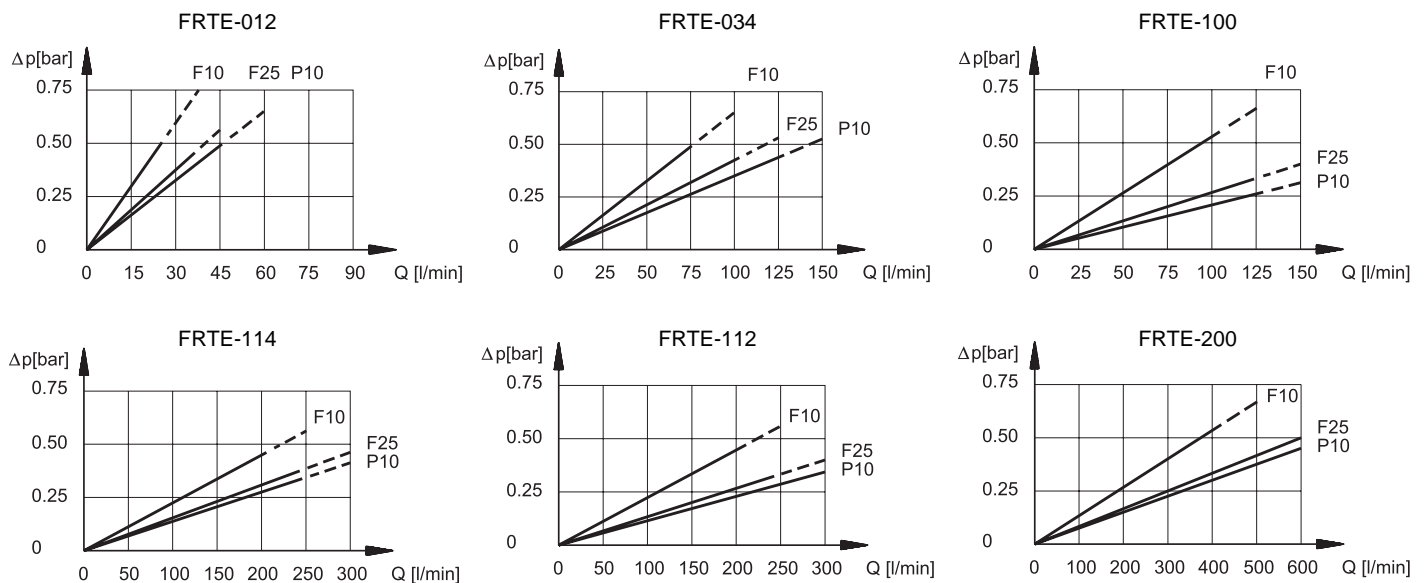 FRTE-012
Δp[bar]
F10 F25 P10
0.75
0.50
0.25
0
0 15 30 45 60 75 90 Q [l/min]
FRTE-034
Δp[bar]
F10
0.75
F25 P10
0.50
0.25
0
0 25 50 75 100 125 150 Q [l/min]
FRTE-100
Δp[bar]
F10
0.75
0.50
F25
P10
0.25
0
0 25 50 75 100 125 150 Q [l/min]
FRTE-114
Δp[bar]
0.75
F10
0.50
F25
P10
0.25
0
0 50 100 150 200 250 300 Q [l/min]
FRTE-112
Δp[bar]
0.75
F10
0.50
F25
P10
0.25
0
0 50 100 150 200 250 300 Q [l/min]
FRTE-200
Δp[bar]
0.75
F10
0.50
F25
P10
0.25
0
0 100 200 300 400 500 600 Q [l/min]